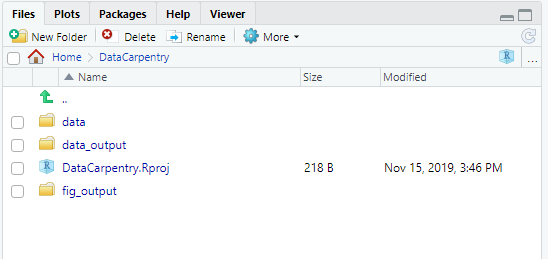 Files Plots Packages Help Viewer
New Folder Delete Rename More
Home DataCarpentry R ...
Name Size Modified
..
data
data_output
R DataCarpentry.Rproj 218 B Nov 15, 2019, 3:46 PM
fig_output